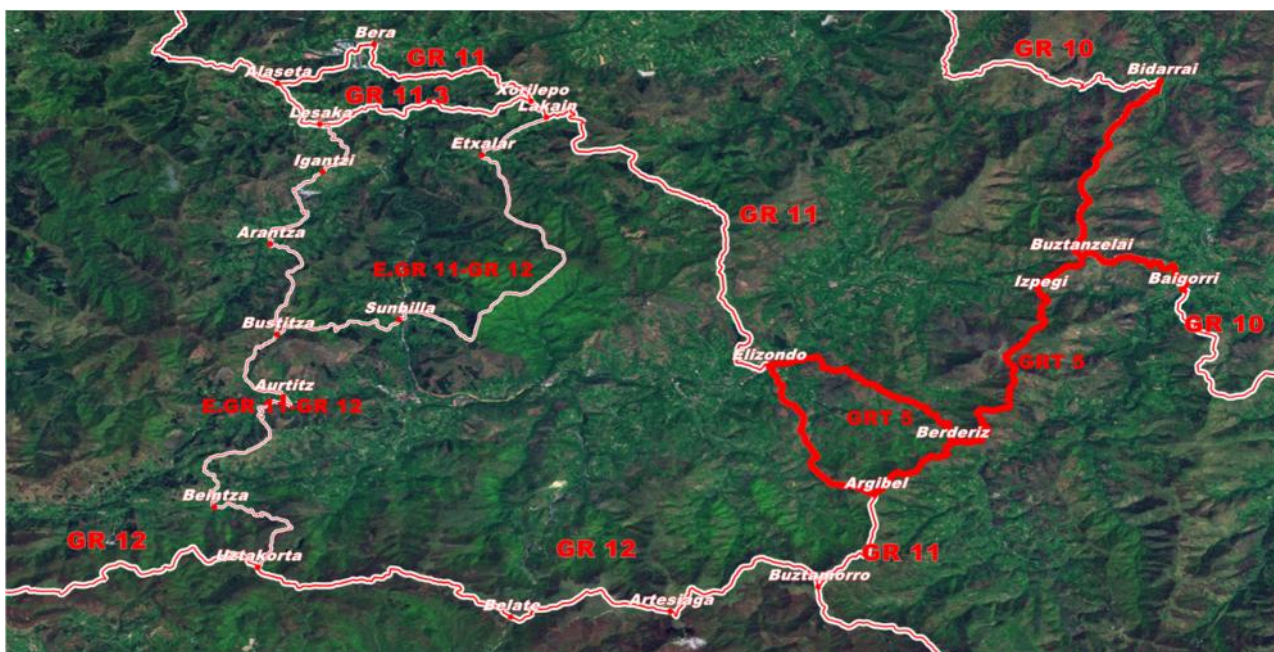 Bera
GR 11
GR 10
Bidarrai
Alaseta
GR 11.3
Xorilepo
Lakain
Lesaka
Etxalar
Igantzi
GR 11
Arantza
Buztanzelai
E.GR 11-GR 12
Izpegi
Baigorri
Sunbilla
Bustitza
GR 10
Elizondo
GRT 5
Aurtitz
E.GR 11-GR 12
GRT 5
Berderiz
Argibel
Beintza
GR 12
Uztakorta
GR 12
GR 11
Buztamorro
Belate
Artesiaga